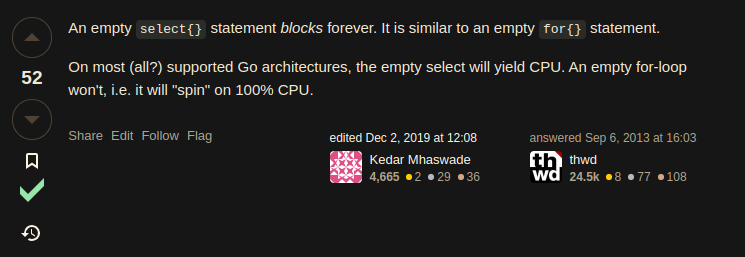 An empty select{} statement blocks forever. It is similar to an empty for{} statement.
52
On most (all?) supported Go architectures, the empty select will yield CPU. An empty for-loop
won't, i.e. it will "spin" on 100% CPU.
Share Edit Follow Flag
edited Dec 2, 2019 at 12:08
Kedar Mhaswade
4,665 2 29 36
answered Sep 6, 2013 at 16:03
thwd
thwd
24.5k 8 77 108